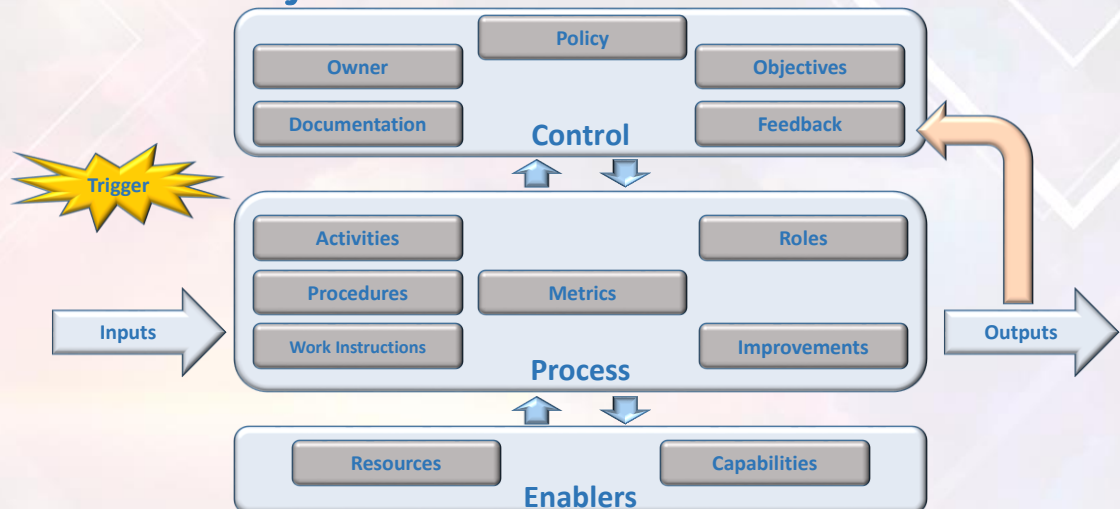 Policy
Owner
Objectives
Documentation
Feedback
Control
Trigger
Activities
Roles
Procedures
Metrics
Inputs
Outputs
Work Instructions
Improvements
Process
Resources
Capabilities
Enablers